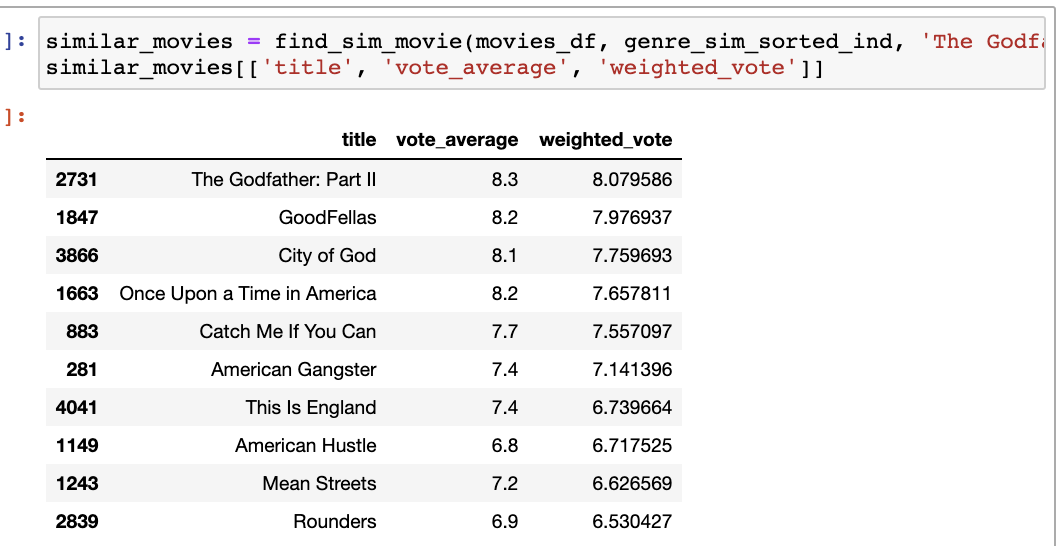 ]: similar_movies = find_sim_movie(movies_df, genre_sim_sorted_ind, 'The Godf
similar_movies[['title', 'vote_average', 'weighted_vote']]
]:
title vote_average weighted_vote
2731 The Godfather: Part II 8.3 8.079586
1847 GoodFellas 8.2 7.976937
3866 City of God 8.1 7.759693
1663 Once Upon a Time in America 8.2 7.657811
883 Catch Me If You Can 7.7 7.557097
281 American Gangster 7.4 7.141396
4041 This Is England 7.4 6.739664
1149 American Hustle 6.8 6.717525
1243 Mean Streets 7.2 6.626569
2839 Rounders 6.9 6.530427